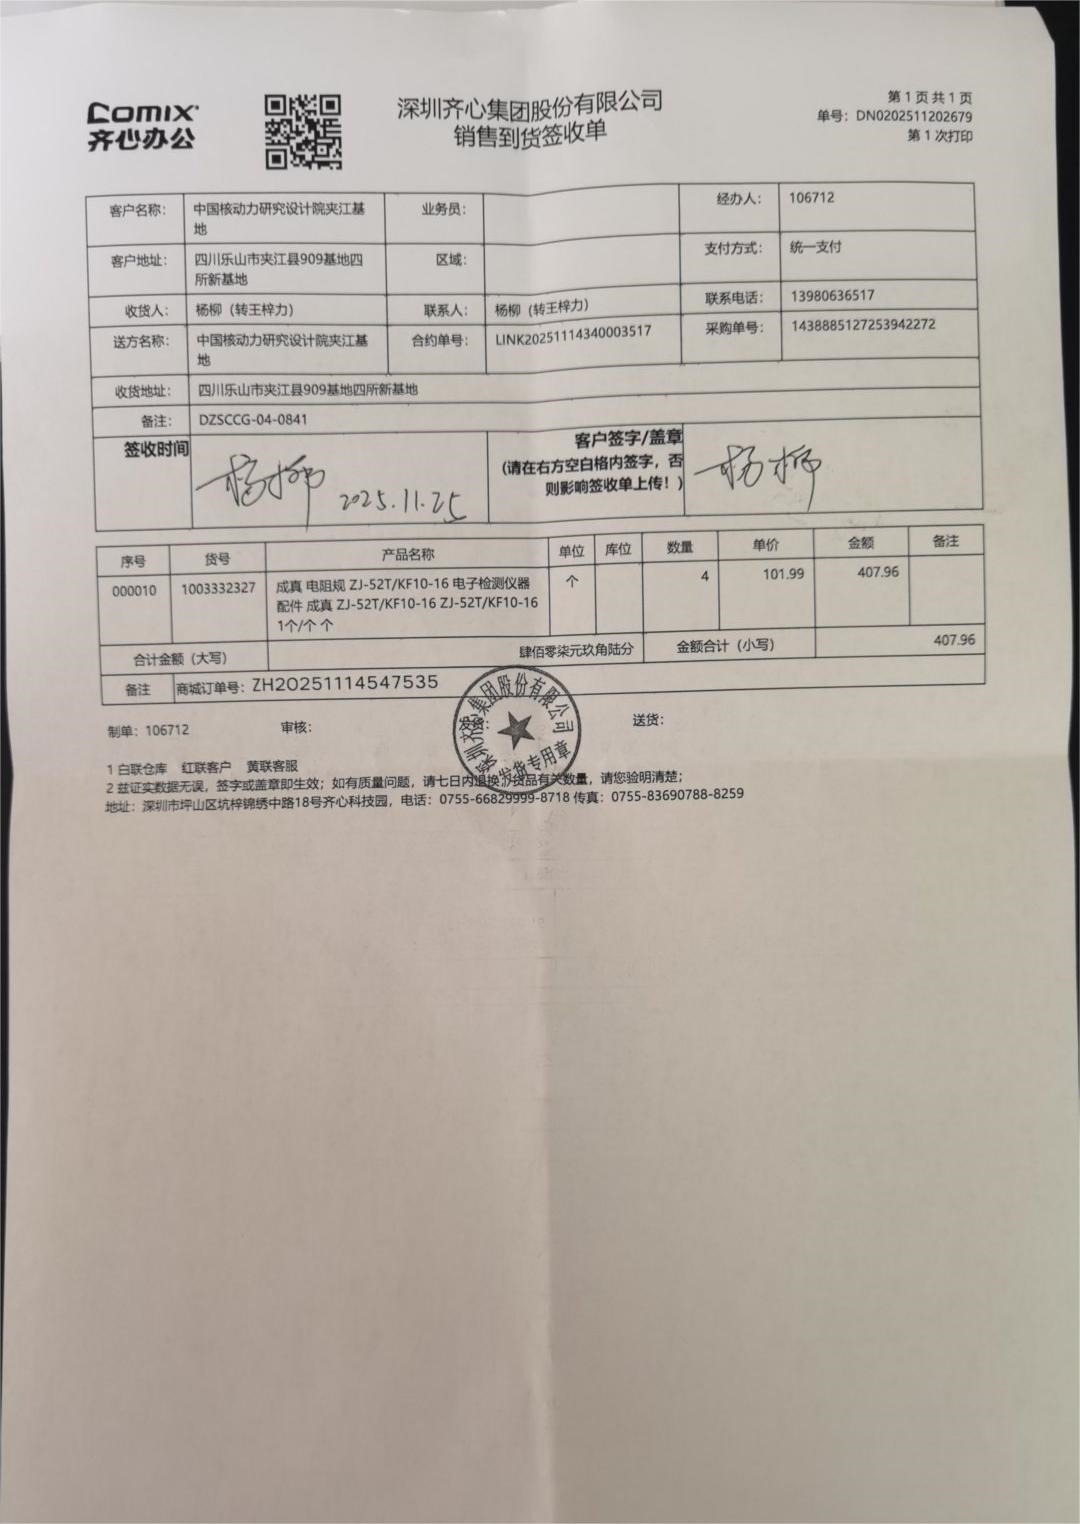 COMIX
齐心办公
深圳齐心集团股份有限公司
销售到货签收单
第 1 页 共 1 页
单号：DN0202511202679
第 1 次打印
客户名称： 中国核动力研究设计院夹江基地 业务员： 经办人： 106712
客户地址： 四川乐山市夹江县909基地四所新基地 区域： 支付方式： 统一支付
收货人： 杨柳（转王梓力） 联系人： 杨柳（转王梓力） 联系电话： 13980636517
送方名称： 中国核动力研究设计院夹江基地 合约单号： LINK20251114340003517 采购单号： 1438885127253942272
收货地址： 四川乐山市夹江县909基地四所新基地
备注： DZSCCG-04-0841
签收时间 杨柳 2025.11.25 客户签字/盖章 杨柳
(请在右方空白格内签字，否
则影响签收单上传！)
序号 货号 产品名称 单位 库位 数量 单价 金额 备注
000010 1003332327 成真 电阻规 ZJ-52T/KF10-16 电子检测仪器 个 4 101.99 407.96
配件 成真 ZJ-52T/KF10-16 ZJ-52T/KF10-16
1个/个 个
合计金额（大写） 肆佰零柒元玖角陆分 金额合计（小写） 407.96
备注 商城订单号：ZH20251114547535
制单：106712 审核： 送货：
深圳齐心集团股份有限公司
发货专用章
1 白联仓库 红联客户 黄联客服
2 兹证实数据无误，签字或盖章即生效；如有质量问题，请七日内退换，货品有关数量，请您验明清楚；
地址：深圳市坪山区坑梓锦绣中路18号齐心科技园，电话：0755-66829999-8718 传真：0755-83690788-8259